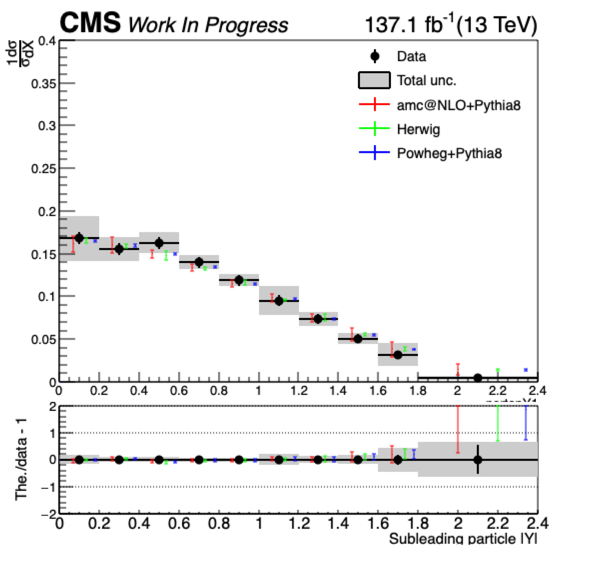 CMS Work In Progress 137.1 fb⁻¹(13 TeV)
1dσ
σdX
0.4
0.3
0.25
0.2
0.15
0.1
0.05
0
Data
Total unc.
amc@NLO+Pythia8
Herwig
Powheg+Pythia8
0 0.2 0.4 0.6 0.8 1 1.2 1.4 1.6 1.8 2 2.2 2.4
The./data - 1
2
1
0
−1
−2
0 0.2 0.4 0.6 0.8 1 1.2 1.4 1.6 1.8 2 2.2 2.4
Subleading particle |Y|